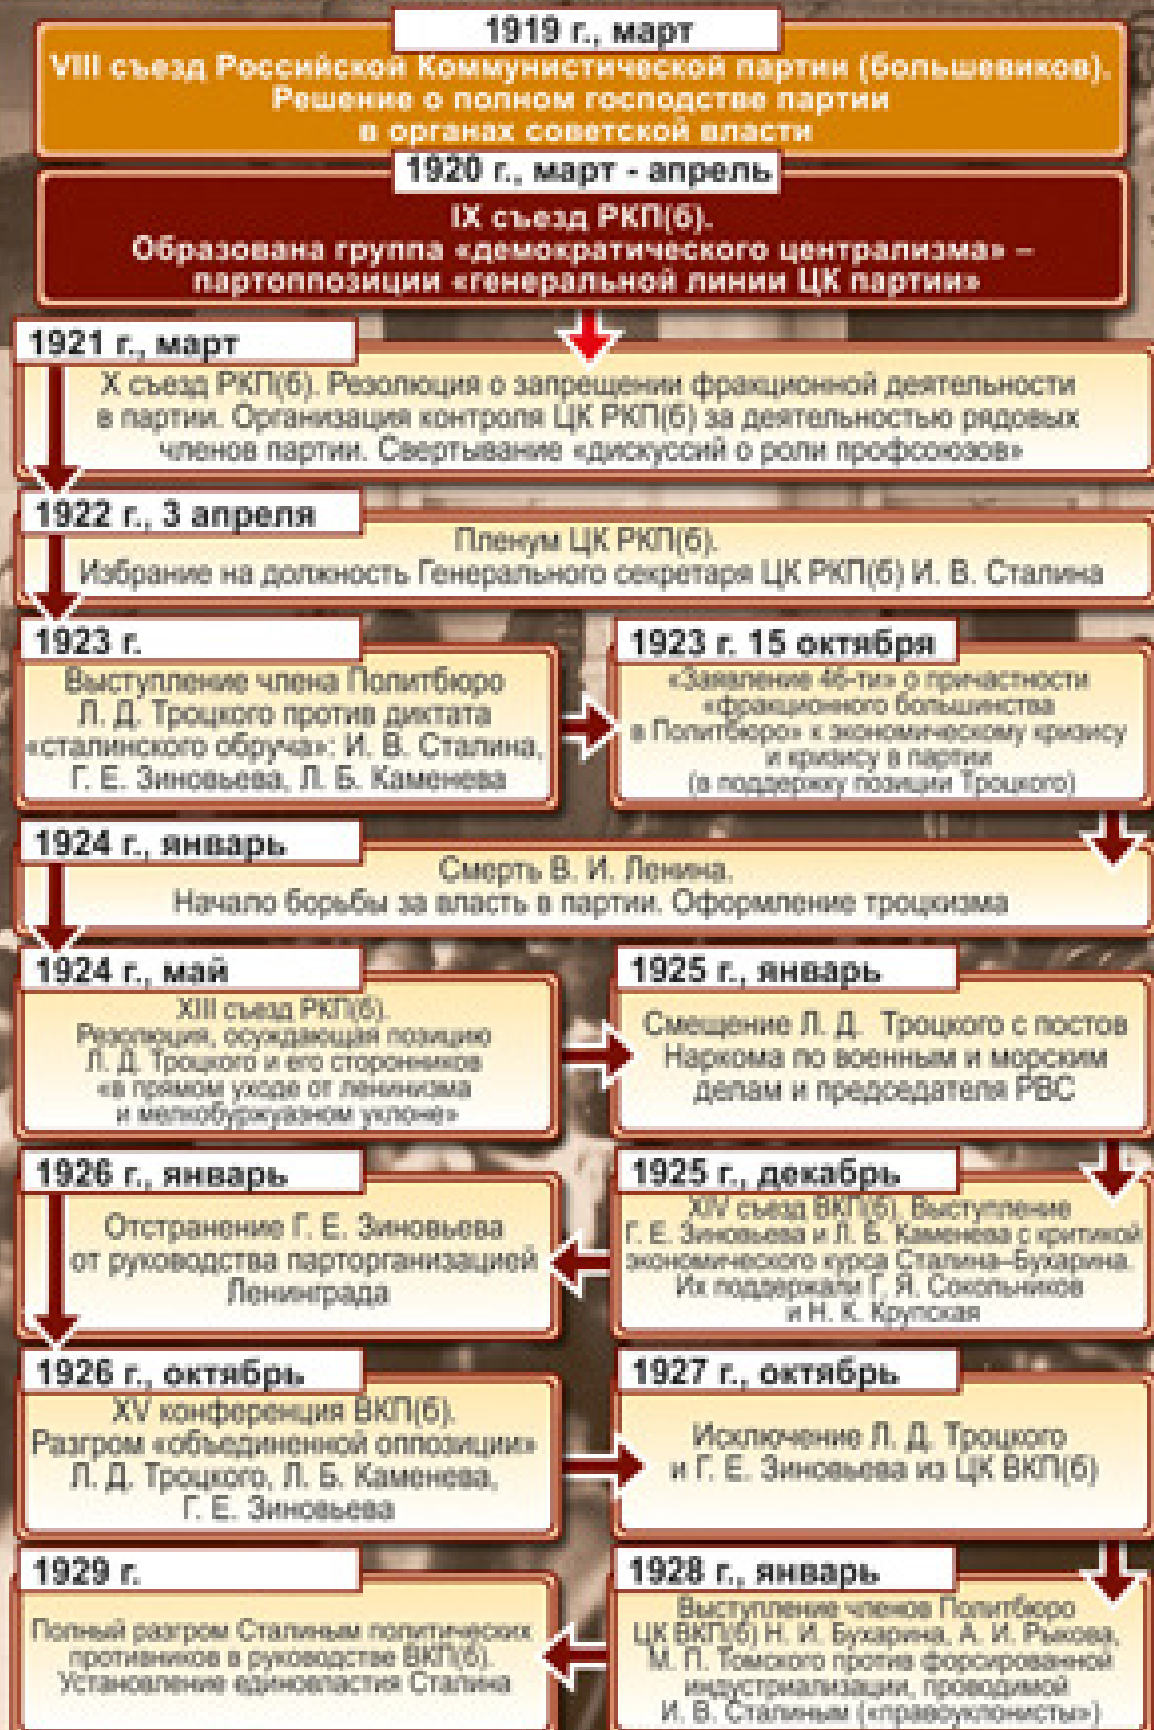 1919 г., март
VIII съезд Российской Коммунистической партии (большевиков).
Решение о полном господстве партии
в органах советской власти
1920 г., март - апрель
IX съезд РКП(б).
Образована группа «демократического централизма» –
партоппозиции «генеральной линии ЦК партии»
1921 г., март
X съезд РКП(б). Резолюция о запрещении фракционной деятельности
в партии. Организация контроля ЦК РКП(б) за деятельностью рядовых
членов партии. Свертывание «дискуссий о роли профсоюзов»
1922 г., 3 апреля
Пленум ЦК РКП(б).
Избрание на должность Генерального секретаря ЦК РКП(б) И. В. Сталина
1923 г.
Выступление члена Политбюро
Л. Д. Троцкого против диктата
«сталинского обруча»: И. В. Сталина,
Г. Е. Зиновьева, Л. Б. Каменева
1923 г. 15 октября
«Заявление 46-ти» о причастности
«фракционного большинства
в Политбюро» к экономическому кризису
и кризису в партии
(в поддержку позиции Троцкого)
1924 г., январь
Смерть В. И. Ленина.
Начало борьбы за власть в партии. Оформление троцкизма
1924 г., май
XIII съезд РКП(б).
Резолюция, осуждающая позицию
Л. Д. Троцкого и его сторонников
«в прямом уходе от ленинизма
и мелкобуржуазном уклоне»
1925 г., январь
Смещение Л. Д. Троцкого с постов
Наркома по военным и морским
делам и председателя РВС
1926 г., январь
Отстранение Г. Е. Зиновьева
от руководства парторганизацией
Ленинграда
1925 г., декабрь
XIV съезд ВКП(б). Выступление
Г. Е. Зиновьева и Л. Б. Каменева с критикой
экономического курса Сталина–Бухарина.
Их поддержали Г. Я. Сокольников
и Н. К. Крупская
1926 г., октябрь
XV конференция ВКП(б).
Разгром «объединенной оппозиции»
Л. Д. Троцкого, Л. Б. Каменева,
Г. Е. Зиновьева
1927 г., октябрь
Исключение Л. Д. Троцкого
и Г. Е. Зиновьева из ЦК ВКП(б)
1929 г.
Полный разгром Сталиным политических
противников в руководстве ВКП(б).
Установление единовластия Сталина
1928 г., январь
Выступление членов Политбюро
ЦК ВКП(б) Н. И. Бухарина, А. И. Рыкова,
М. П. Томского против форсированной
индустриализации, проводимой
И. В. Сталиным («правоуклонисты»)